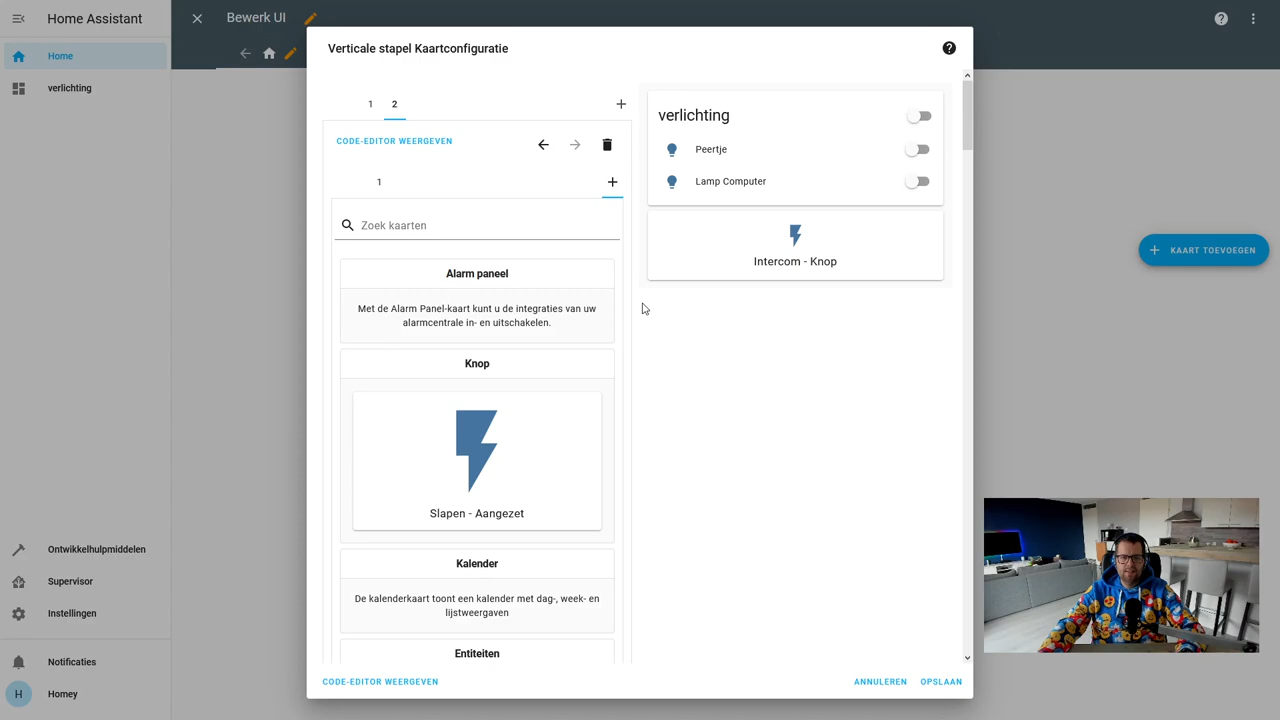 Home Assistant
Bewerk UI
Home
verlichting
Ontwikkelhulpmiddelen
Supervisor
Instellingen
Notificaties
H
Homey
Verticale stapel Kaartconfiguratie
1
2
CODE-EDITOR WEERGEVEN
1
Zoek kaarten
Alarm paneel
Met de Alarm Panel-kaart kunt u de integraties van uw
alarmcentrale in- en uitschakelen.
Knop
Slapen - Aangezet
Kalender
De kalenderkaart toont een kalender met dag-, week- en
lijstweergaven
Entiteiten
verlichting
Peertje
Lamp Computer
Intercom - Knop
CODE-EDITOR WEERGEVEN
ANNULEREN
OPSLAAN
KAART TOEVOEGEN